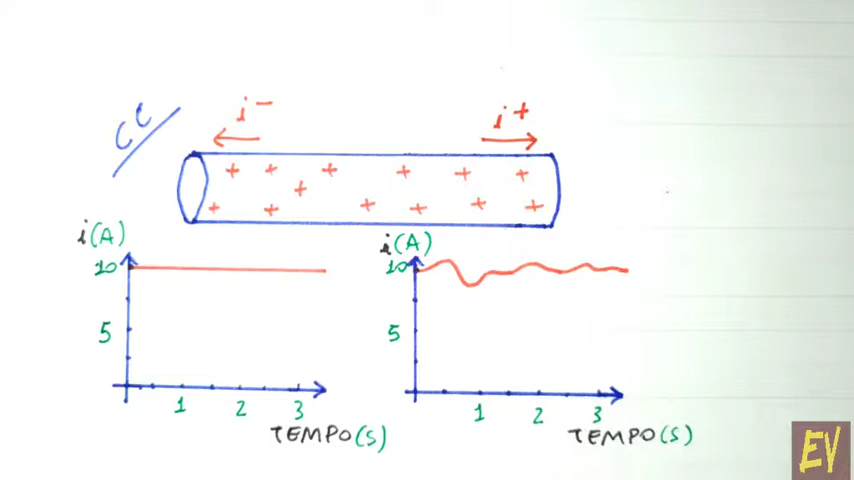 CC
i⁻
i⁺
+ + + + + +
+
+ + + + + +
i(A)
10
5
1 2 3
TEMPO(S)
i(A)
10
5
1 2 3
TEMPO(S)
EV